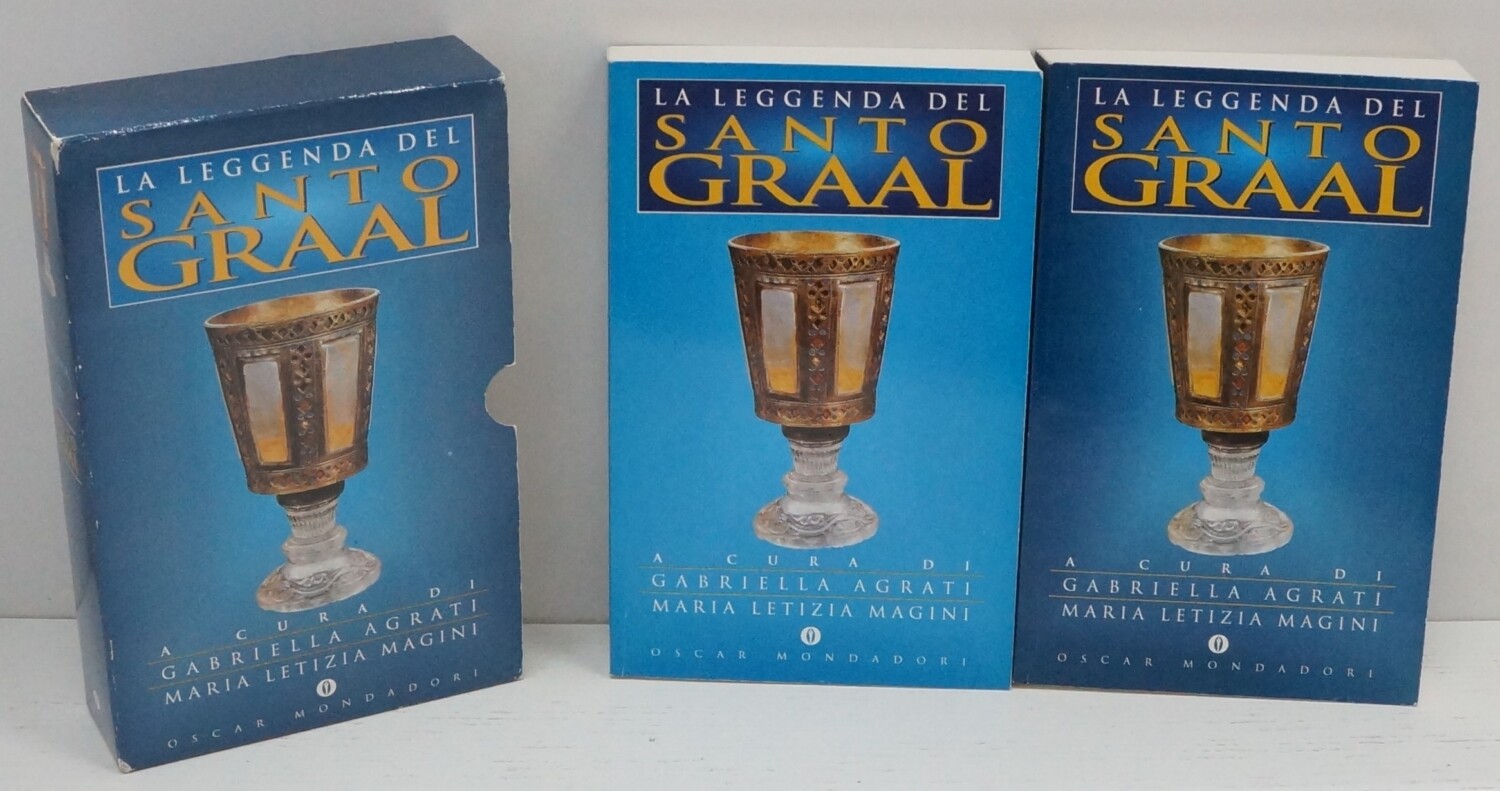 LA LEGGENDA DEL
SANTO
GRAAL
A CURA DI
GABRIELLA AGRATI
MARIA LETIZIA MAGINI
OSCAR MONDADORI
LA LEGGENDA DEL
SANTO
GRAAL
A CURA DI
GABRIELLA AGRATI
MARIA LETIZIA MAGINI
OSCAR MONDADORI
LA LEGGENDA DEL
SANTO
GRAAL
A CURA DI
GABRIELLA AGRATI
MARIA LETIZIA MAGINI
OSCAR MONDADORI